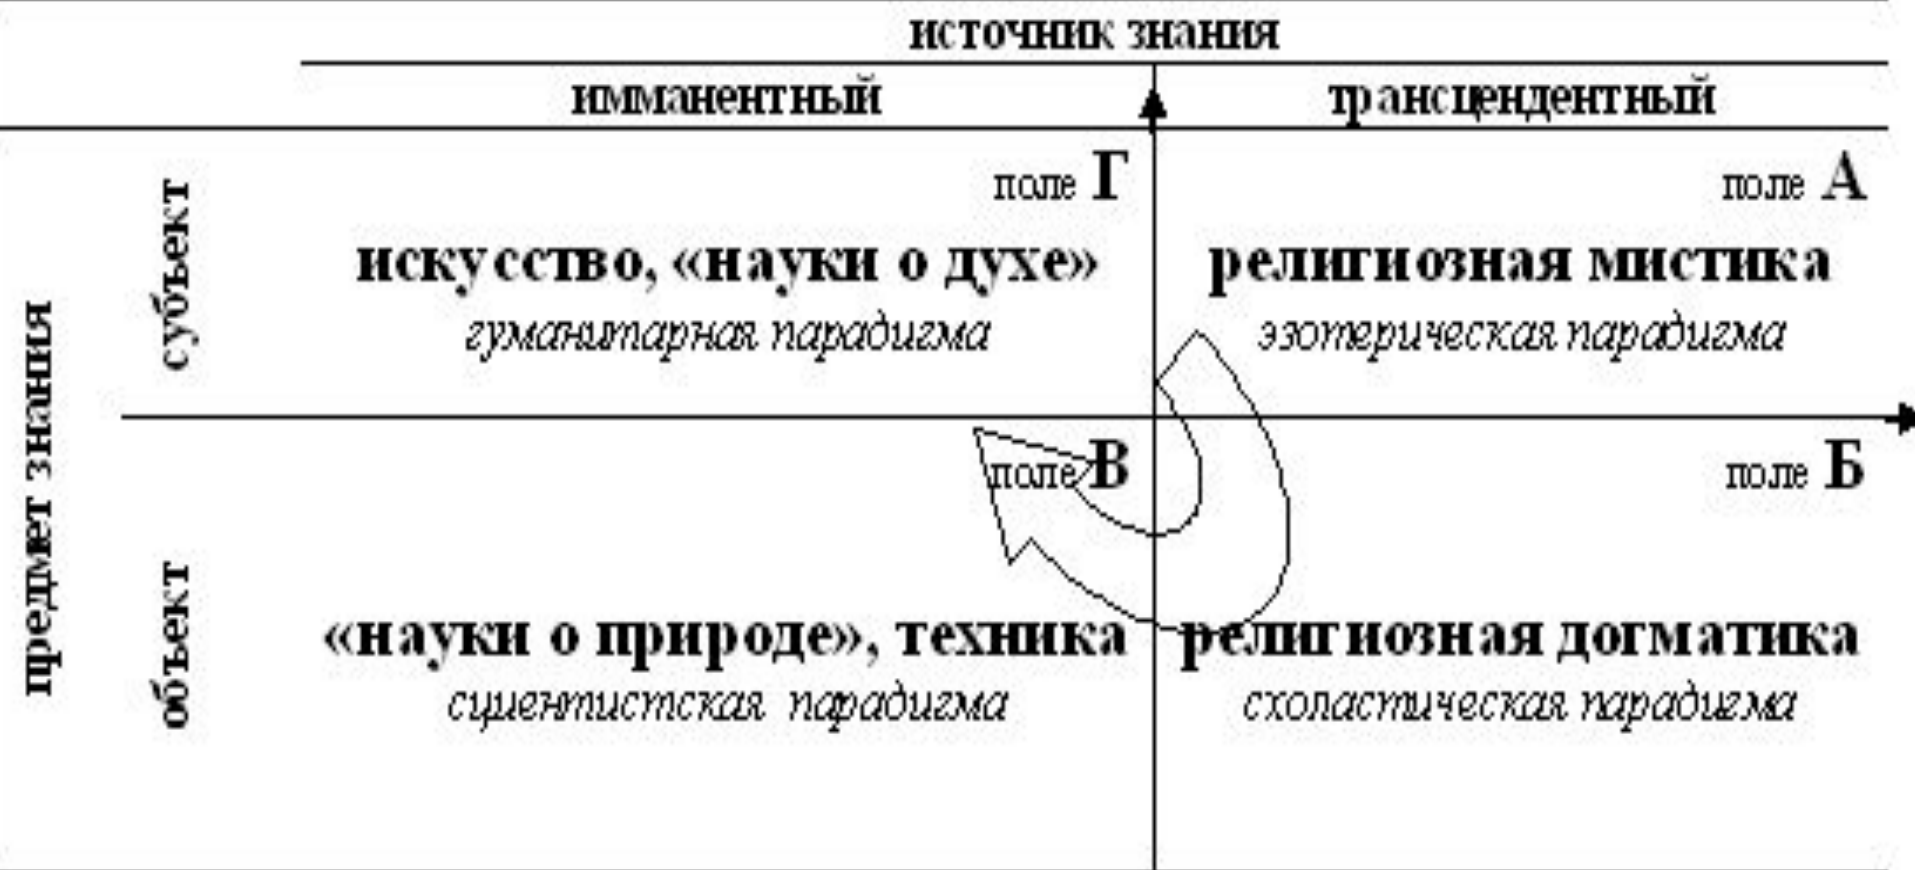 источник знания
имманентный
трансцендентный
предмет знания
субъект
поле Г
искусство, «науки о духе»
гуманитарная парадигма
поле А
религиозная мистика
эзотерическая парадигма
объект
поле В
«науки о природе», техника
сциентистская парадигма
поле Б
религиозная догматика
схоластическая парадигма